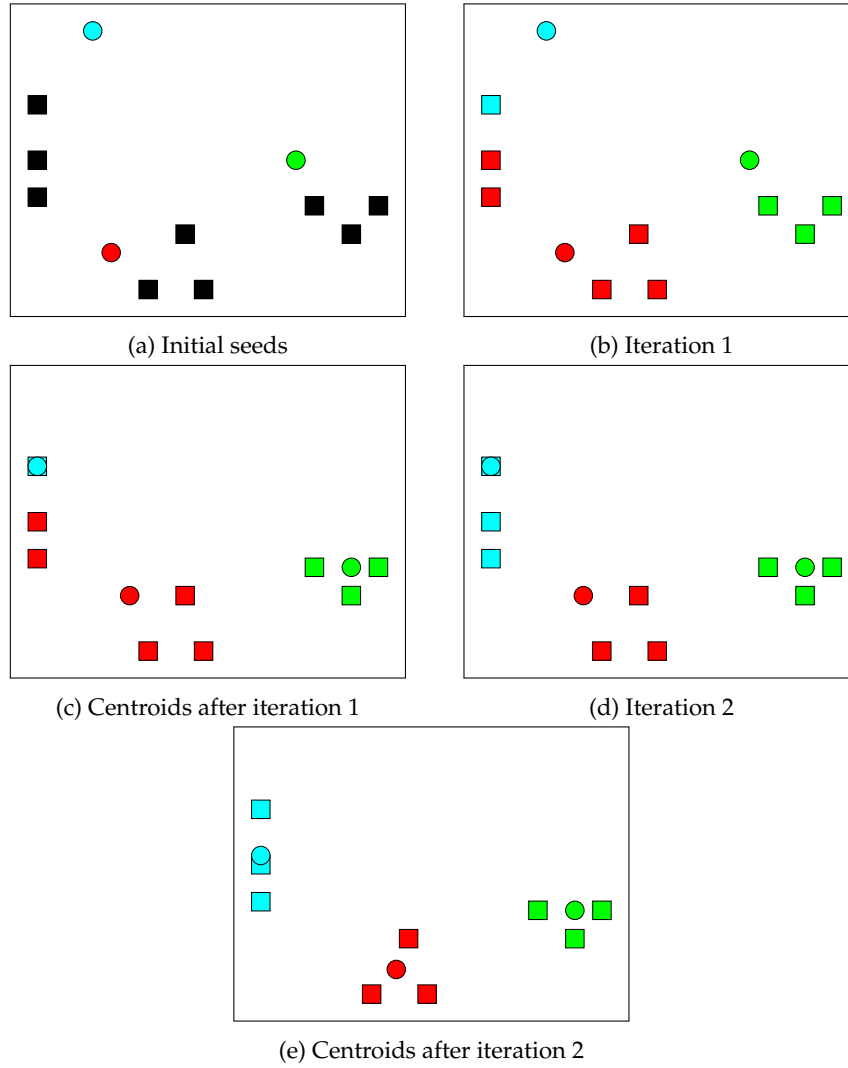 (a) Initial seeds
(b) Iteration 1
(c) Centroids after iteration 1
(d) Iteration 2
(e) Centroids after iteration 2